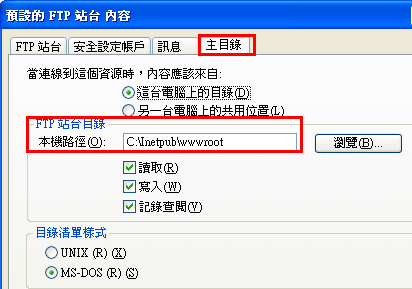 預設的 FTP 站台 內容
FTP 站台 安全設定帳戶 訊息 主目錄
當連線到這個資源時，內容應該來自:
這台電腦上的目錄(D)
另一台電腦上的共用位置(L)
FTP 站台目錄
本機路徑(O): C:\Inetpub\wwwroot 瀏覽(B)...
讀取(R)
寫入(W)
記錄查閱(V)
目錄清單樣式
UNIX (R) (X)
MS-DOS (R) (S)